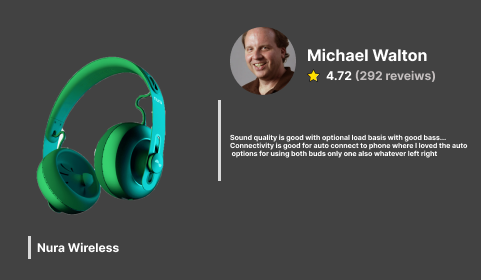 Michael Walton
4.72 (292 reveiws)
Sound quality is good with optional load basis with good bass...
Connectivity is good for auto connect to phone where I loved the auto
options for using both buds only one also whatever left right
Nura Wireless